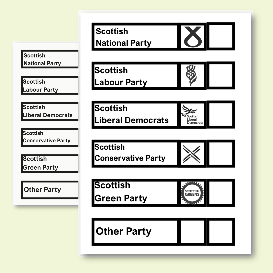 Scottish
National Party
Scottish
Labour Party
Scottish
Liberal Democrats
Scottish
Conservative Party
Scottish
Green Party
Other Party
Scottish
National Party
Scottish
Labour Party
Scottish
Liberal Democrats
Scottish
Conservative Party
Scottish
Green Party
Other Party